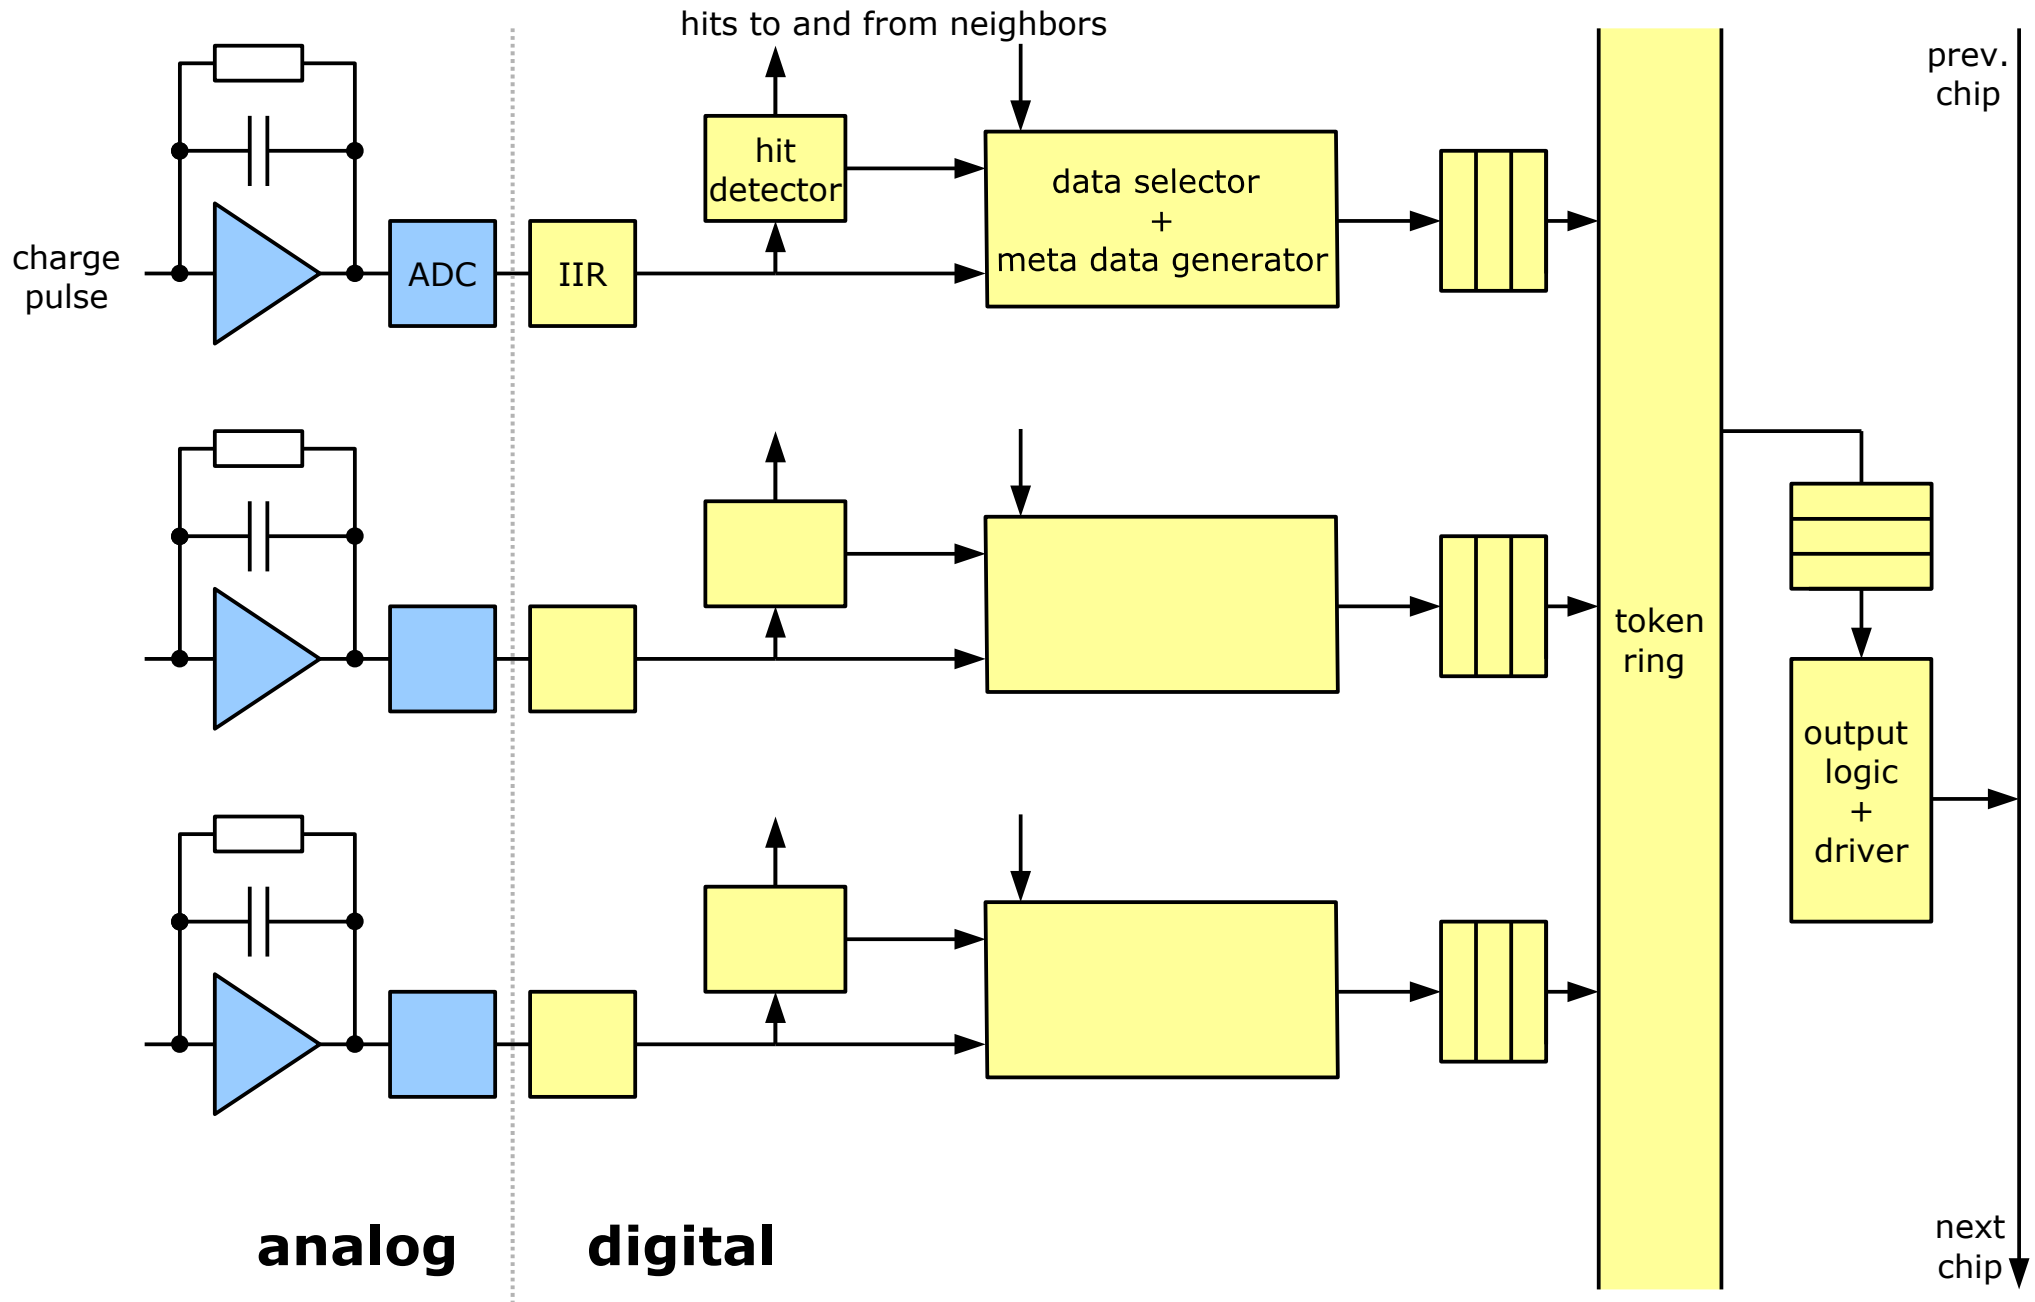 hits to and from neighbors
prev.
chip
hit
detector
data selector
+
meta data generator
charge
pulse
ADC
IIR
token
ring
output
logic
+
driver
analog
digital
next
chip